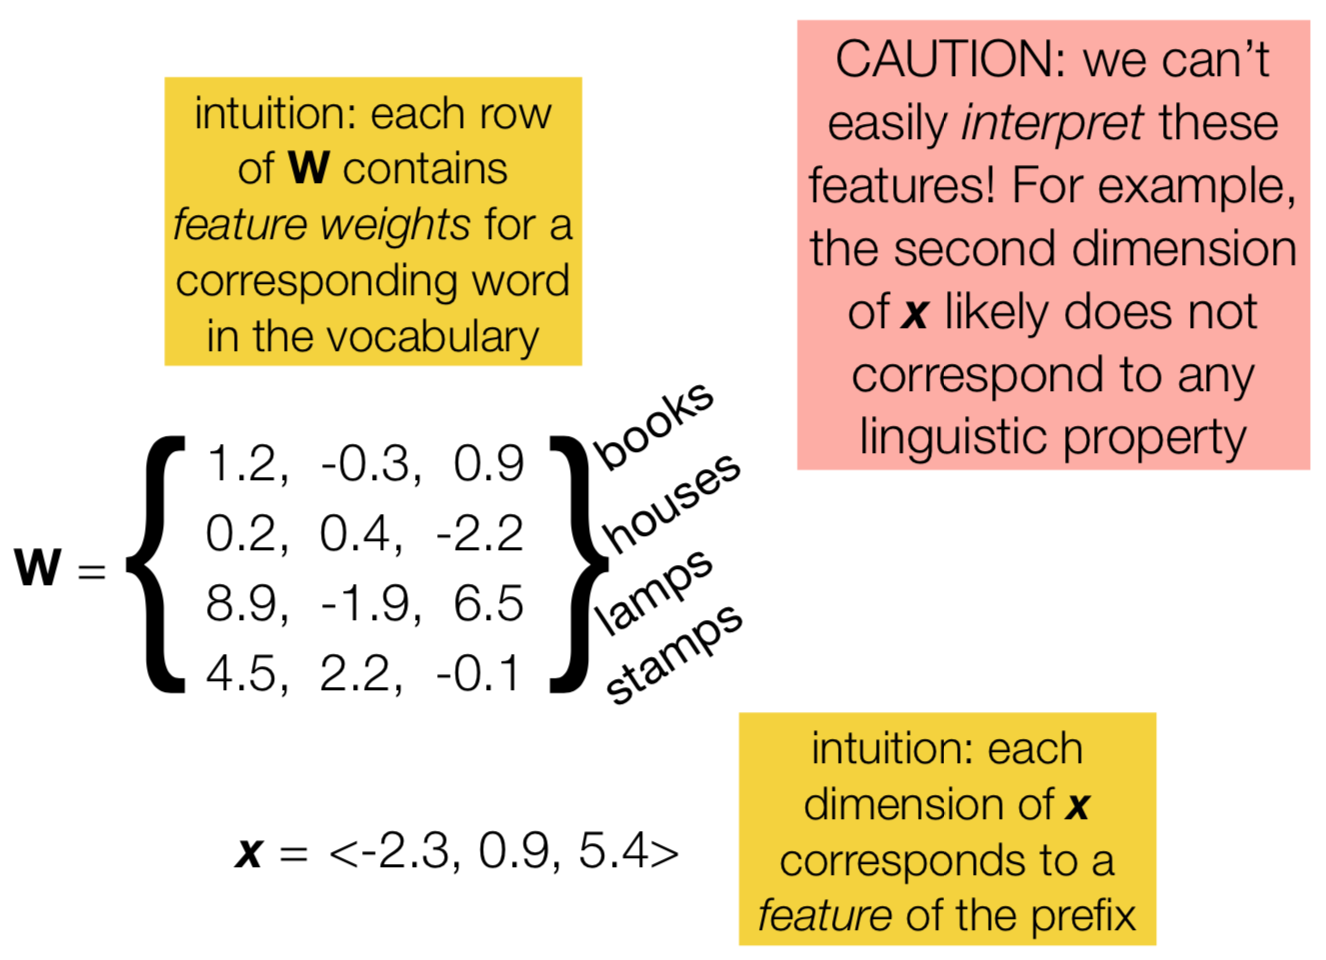 intuition: each row
of W contains
feature weights for a
corresponding word
in the vocabulary
CAUTION: we can’t
easily interpret these
features! For example,
the second dimension
of x likely does not
correspond to any
linguistic property
W =
1.2, -0.3, 0.9
0.2, 0.4, -2.2
8.9, -1.9, 6.5
4.5, 2.2, -0.1
books
houses
lamps
stamps
x = <-2.3, 0.9, 5.4>
intuition: each
dimension of x
corresponds to a
feature of the prefix